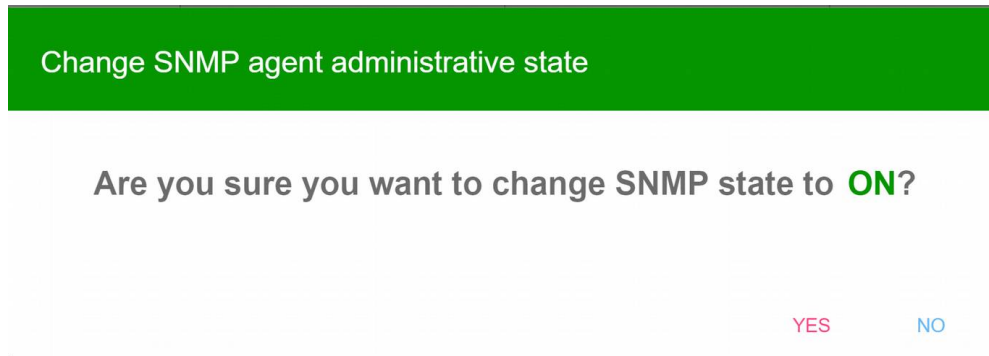 Change SNMP agent administrative state
Are you sure you want to change SNMP state to ON?
YES NO